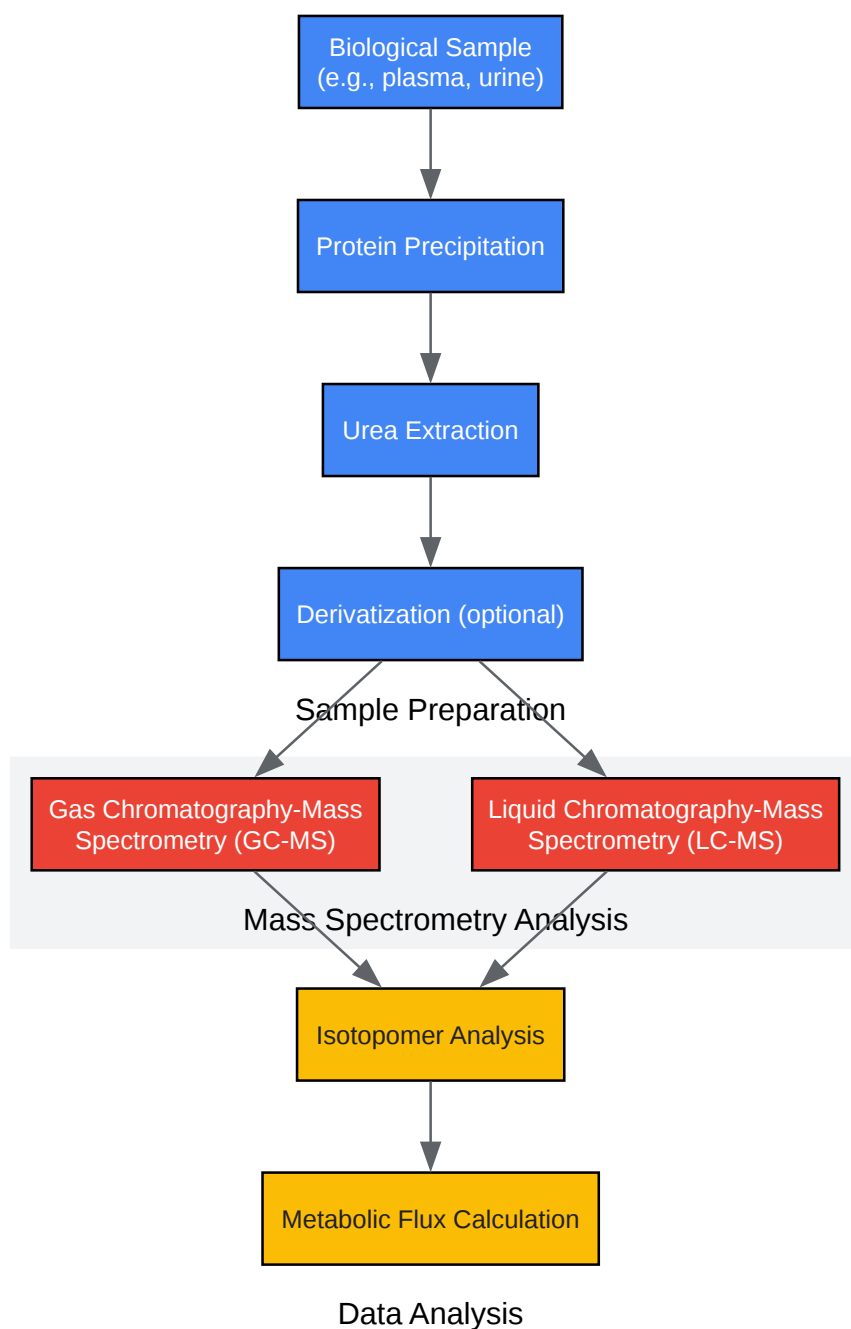 Biological Sample
(e.g., plasma, urine)
Protein Precipitation
Urea Extraction
Derivatization (optional)
Sample Preparation
Gas Chromatography-Mass
Spectrometry (GC-MS)
Liquid Chromatography-Mass
Spectrometry (LC-MS)
Mass Spectrometry Analysis
Isotopomer Analysis
Metabolic Flux Calculation
Data Analysis